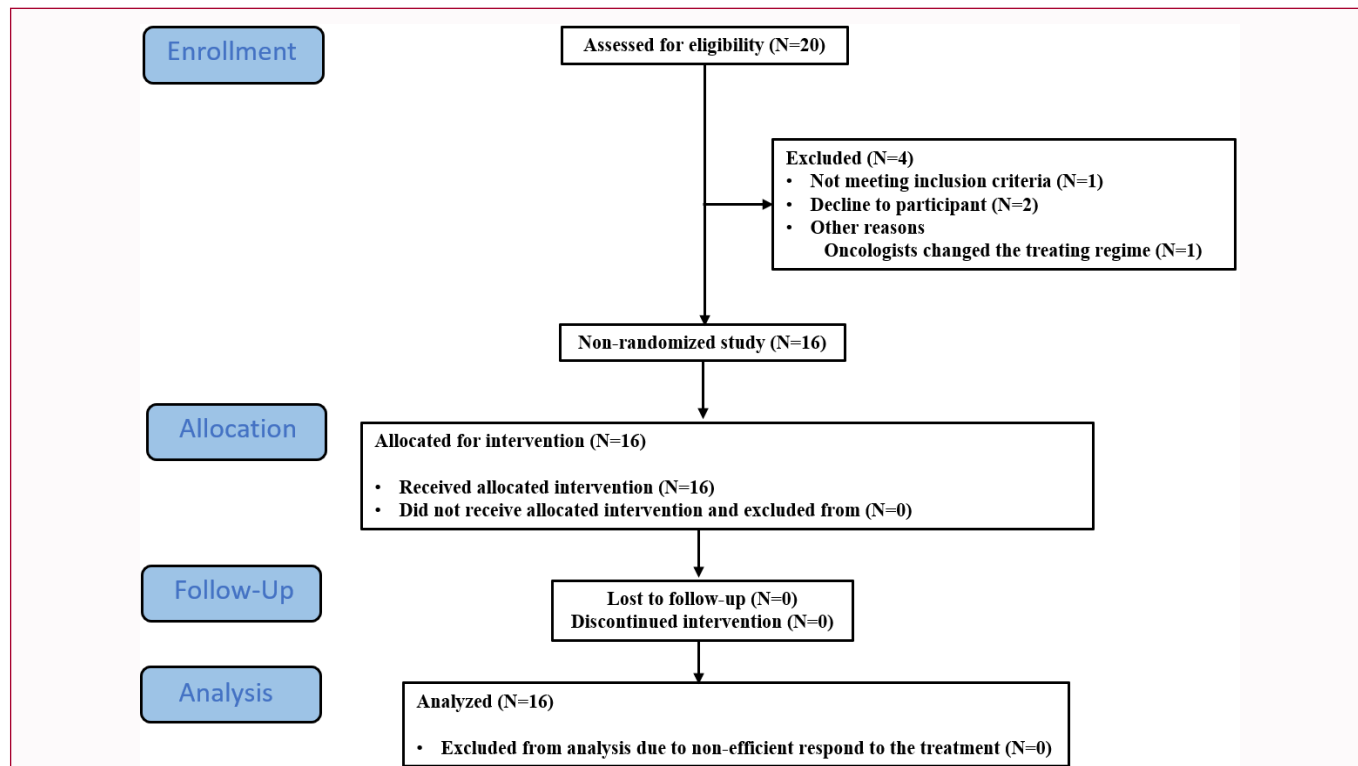 Enrollment
Assessed for eligibility (N=20)
Excluded (N=4)
• Not meeting inclusion criteria (N=1)
• Decline to participant (N=2)
• Other reasons
Oncologists changed the treating regime (N=1)
Non-randomized study (N=16)
Allocation
Allocated for intervention (N=16)
• Received allocated intervention (N=16)
• Did not receive allocated intervention and excluded from (N=0)
Follow-Up
Lost to follow-up (N=0)
Discontinued intervention (N=0)
Analysis
Analyzed (N=16)
• Excluded from analysis due to non-efficient respond to the treatment (N=0)